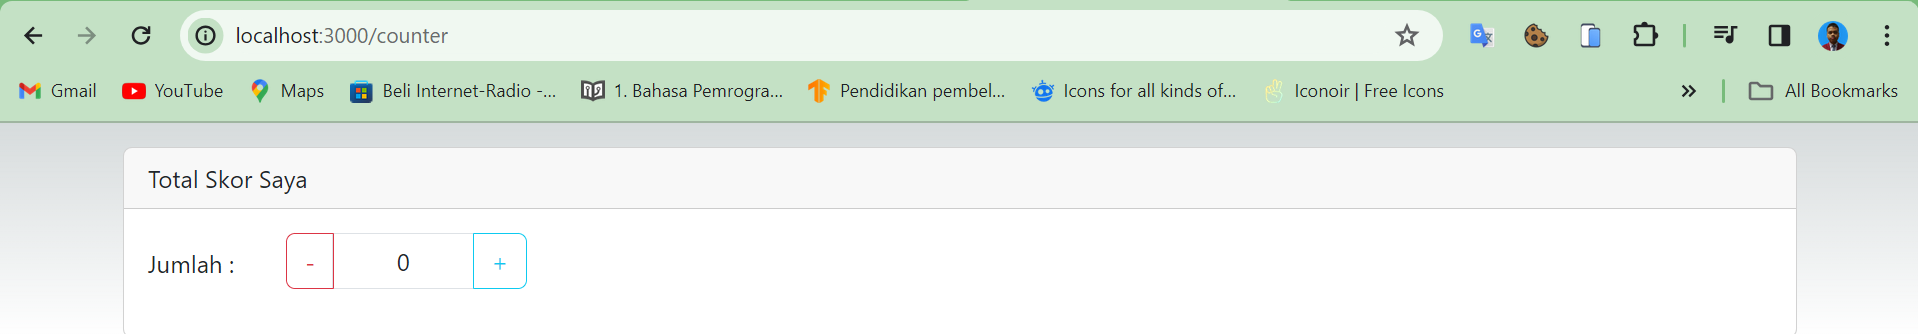 localhost:3000/counter
Gmail YouTube Maps Beli Internet-Radio -... 1. Bahasa Pemrogra... Pendidikan pembel... Icons for all kinds of... Iconoir | Free Icons » All Bookmarks
Total Skor Saya
Jumlah : - 0 +